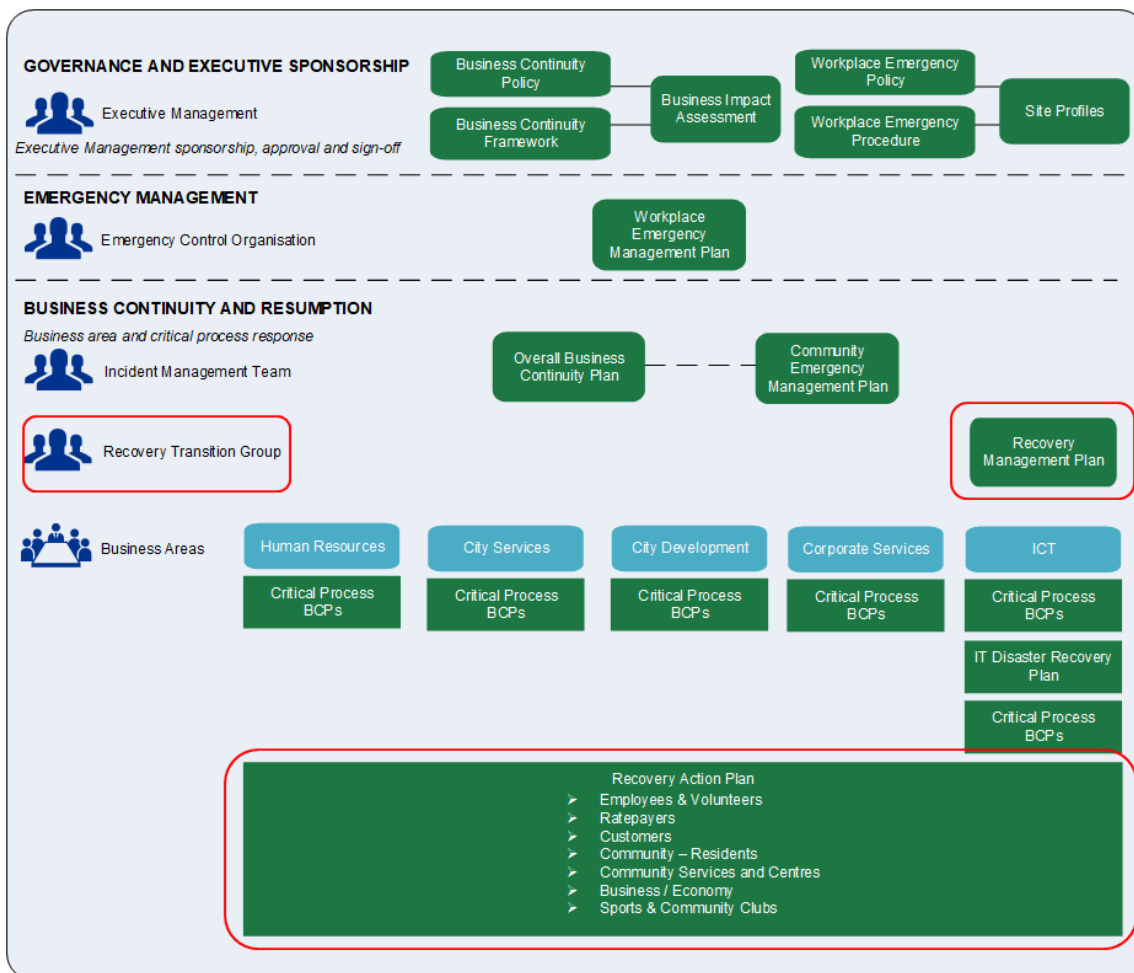 GOVERNANCE AND EXECUTIVE SPONSORSHIP
Executive Management
Executive Management sponsorship, approval and sign-off
Business Continuity
Policy
Business Continuity
Framework
Business Impact
Assessment
Workplace Emergency
Policy
Workplace Emergency
Procedure
Site Profiles
EMERGENCY MANAGEMENT
Emergency Control Organisation
Workplace
Emergency
Management Plan
BUSINESS CONTINUITY AND RESUMPTION
Business area and critical process response
Incident Management Team
Overall Business
Continuity Plan
Community
Emergency
Management Plan
Recovery Transition Group
Recovery
Management Plan
Business Areas
Human Resources
City Services
City Development
Corporate Services
ICT
Critical Process
BCPs
Critical Process
BCPs
Critical Process
BCPs
Critical Process
BCPs
Critical Process
BCPs
IT Disaster Recovery
Plan
Critical Process
BCPs
Recovery Action Plan
➢ Employees & Volunteers
➢ Ratepayers
➢ Customers
➢ Community – Residents
➢ Community Services and Centres
➢ Business / Economy
➢ Sports & Community Clubs